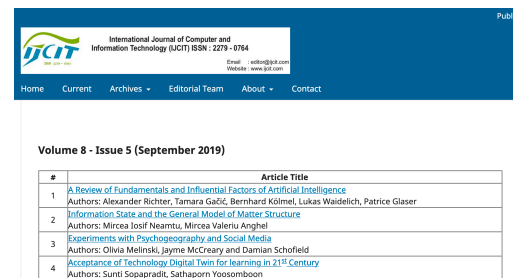 Publ
International Journal of Computer and
Information Technology (IJCIT) ISSN : 2279 - 0764
Email : editor@ijcit.com
Website : www.ijcit.com
IJCIT
Home Current Archives Editorial Team About Contact
Volume 8 - Issue 5 (September 2019)
# Article Title
1 A Review of Fundamentals and Influential Factors of Artificial Intelligence
Authors: Alexander Richter, Tamara Gačić, Bernhard Kölmel, Lukas Waidelich, Patrice Glaser
2 Information State and the General Model of Matter Structure
Authors: Mircea Iosif Neamtu, Mircea Valeriu Anghel
3 Experiments with Psychogeography and Social Media
Authors: Olivia Melinski, Jayme McCreary and Damian Schofield
4 Acceptance of Technology Digital Twin for learning in 21st Century
Authors: Sunti Sopapradit, Sathaporn Yoosomboon